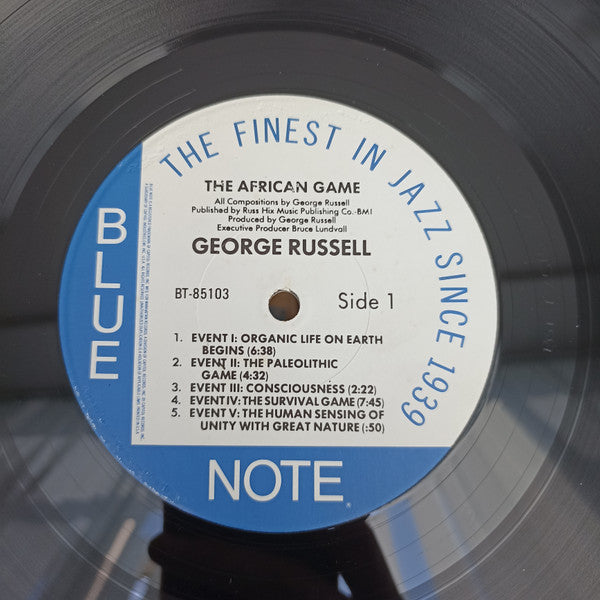 THE FINEST IN JAZZ SINCE 1939
THE AFRICAN GAME
All Compositions by George Russell
Published by Russ Hix Music Publishing Co.-BMI
Produced by George Russell
Executive Producer Bruce Lundvall
GEORGE RUSSELL
BT-85103
Side 1
1. EVENT I: ORGANIC LIFE ON EARTH
BEGINS (6:38)
2. EVENT II: THE PALEOLITHIC
GAME (4:32)
3. EVENT III: CONSCIOUSNESS (2:22)
4. EVENT IV: THE SURVIVAL GAME (7:45)
5. EVENT V: THE HUMAN SENSING OF
UNITY WITH GREAT NATURE (:50)
BLUE
NOTE